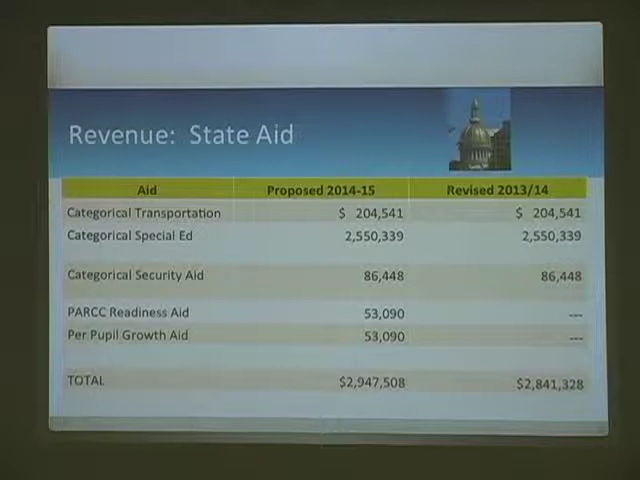 Revenue: State Aid
Aid Proposed 2014-15 Revised 2013/14
Categorical Transportation $ 204,541 $ 204,541
Categorical Special Ed 2,550,339 2,550,339
Categorical Security Aid 86,448 86,448
PARCC Readiness Aid 53,090 ---
Per Pupil Growth Aid 53,090 ---
TOTAL $2,947,508 $2,841,328